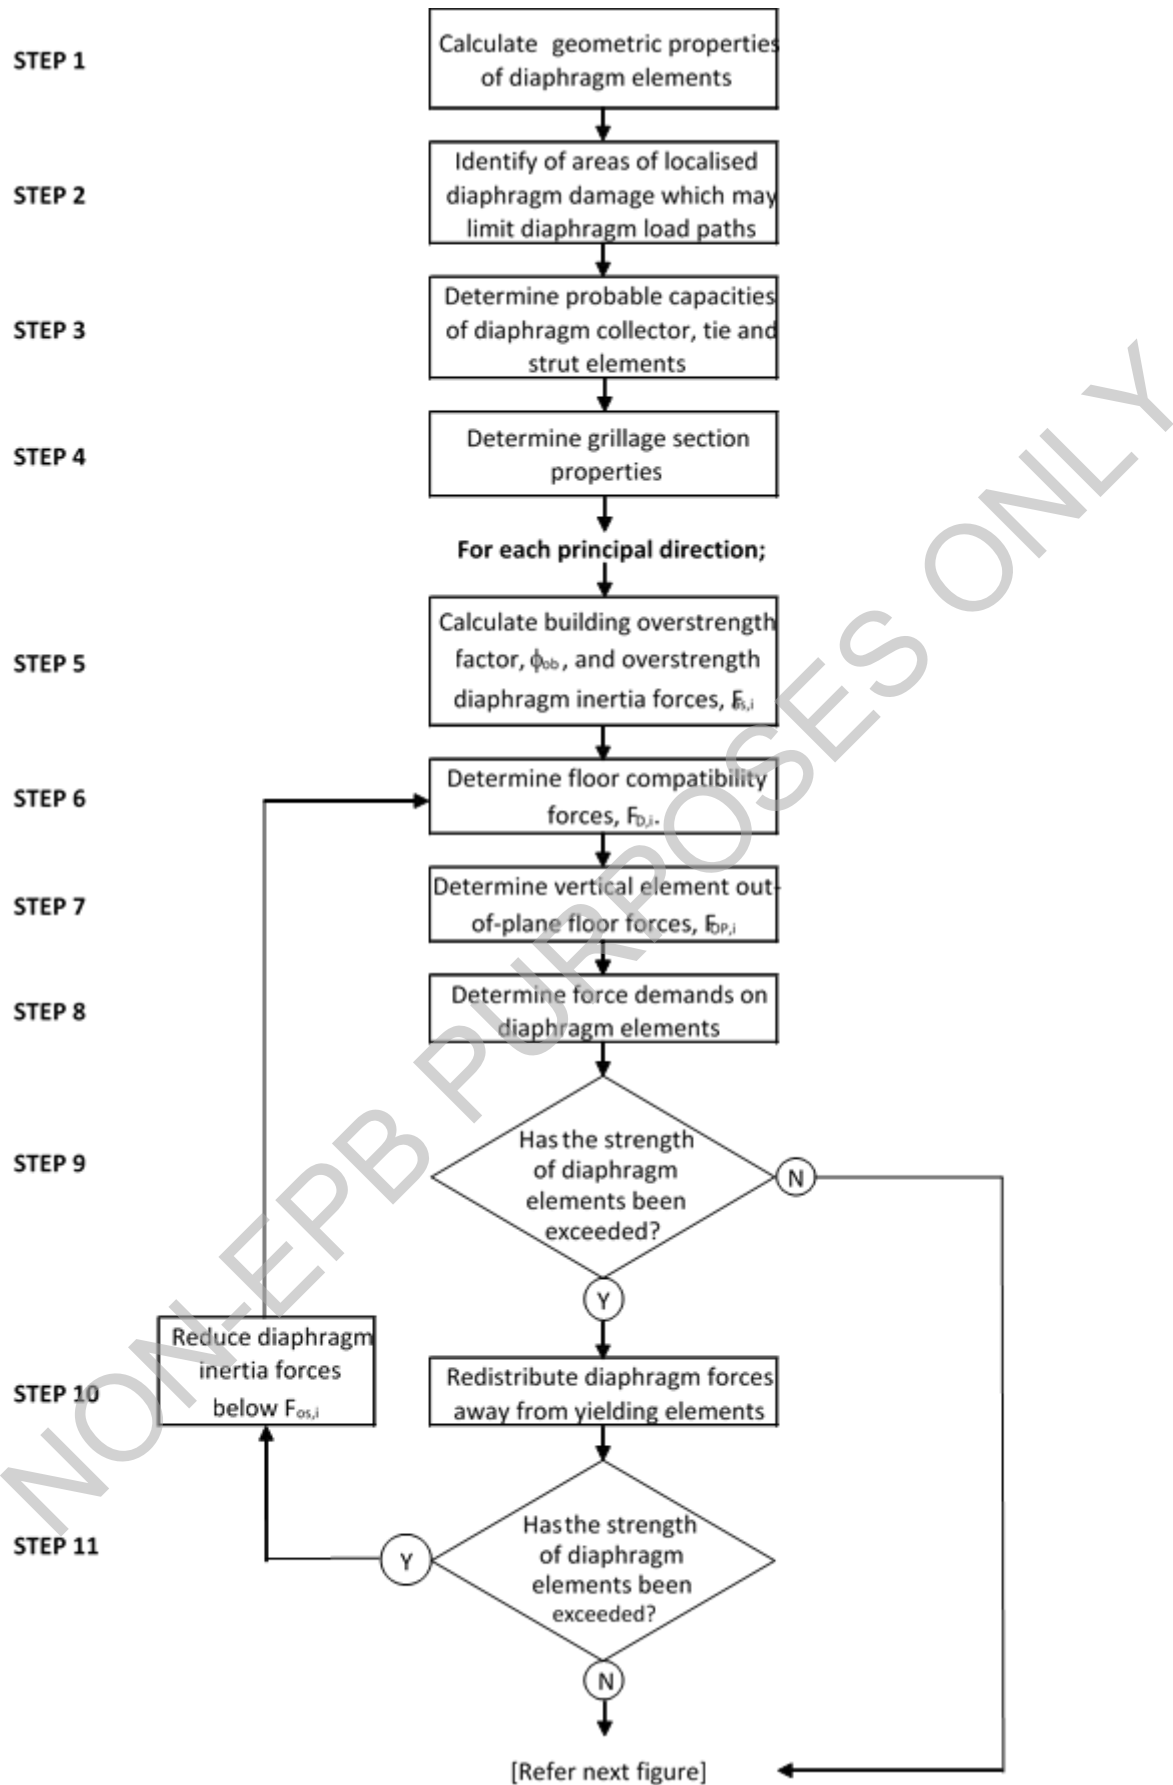 STEP 1
Calculate geometric properties
of diaphragm elements
STEP 2
Identify of areas of localised
diaphragm damage which may
limit diaphragm load paths
STEP 3
Determine probable capacities
of diaphragm collector, tie and
strut elements
STEP 4
Determine grillage section
properties
For each principal direction;
STEP 5
Calculate building overstrength
factor, ϕob, and overstrength
diaphragm inertia forces, Fos,i
STEP 6
Determine floor compatibility
forces, FD,i.
STEP 7
Determine vertical element out-
of-plane floor forces, FOP,i
STEP 8
Determine force demands on
diaphragm elements
STEP 9
Has the strength
of diaphragm
elements been
exceeded?
N
Y
STEP 10
Reduce diaphragm
inertia forces
below Fos,i
Redistribute diaphragm forces
away from yielding elements
STEP 11
Has the strength
of diaphragm
elements been
exceeded?
Y
N
[Refer next figure]
NON-EPB PURPOSES ONLY